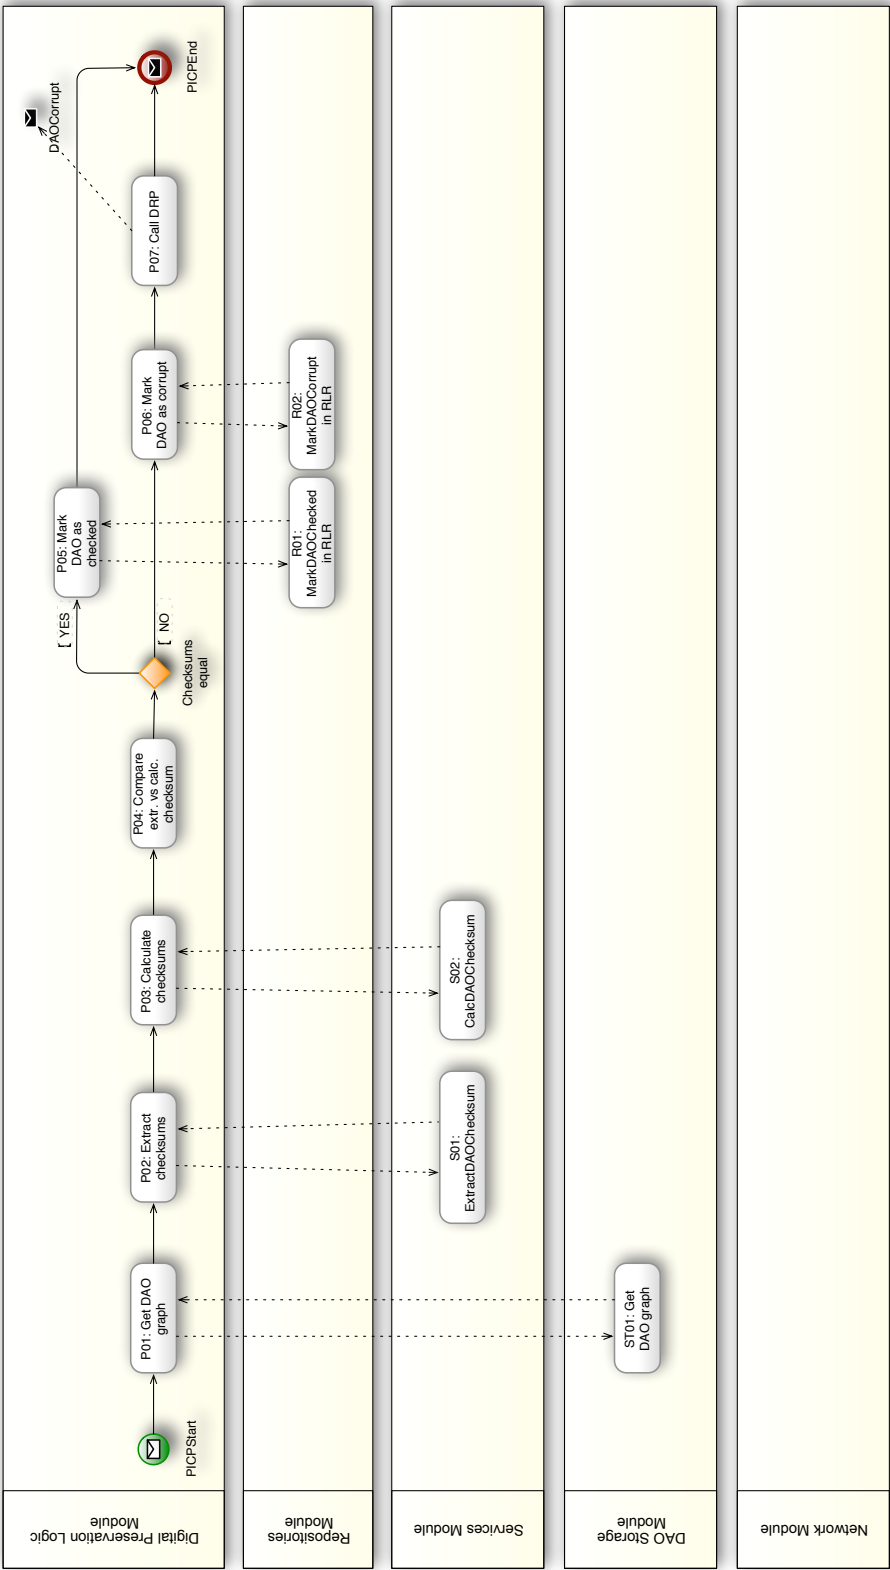 Digital Preservation Logic
Module
PICPStart
P01: Get DAO
graph
P02: Extract
checksums
P03: Calculate
checksums
P04: Compare
extr. vs calc.
checksum
Checksums
equal
[ YES
[ NO
P05: Mark
DAO as
checked
P06: Mark
DAO as corrupt
P07: Call DRP
DAOCorrupt
PICPEnd
Repositories
Module
R01:
MarkDAOChecked
in RLR
R02:
MarkDAOCorrupt
in RLR
Services Module
S01:
ExtractDAOChecksum
S02:
CalcDAOChecksum
DAO Storage
Module
ST01: Get
DAO graph
Network Module